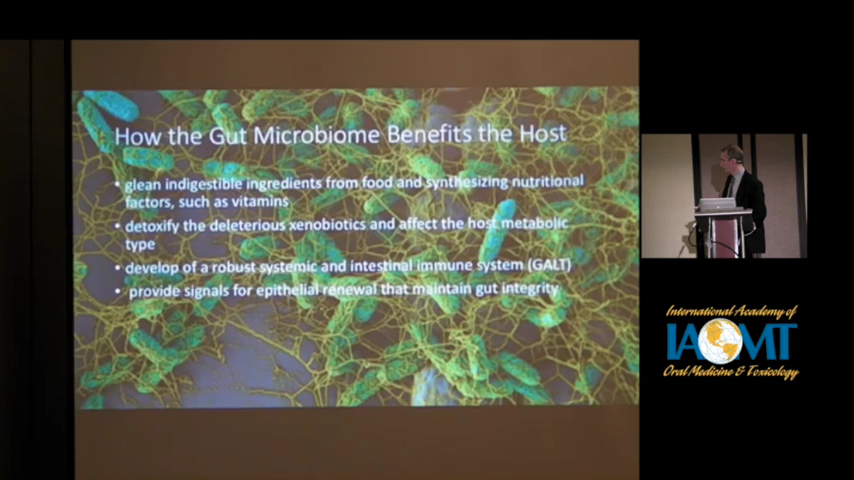 How the Gut Microbiome Benefits the Host
• glean indigestible ingredients from food and synthesizing nutritional
factors, such as vitamins
• detoxify the deleterious xenobiotics and affect the host metabolic
type
• develop of a robust systemic and intestinal immune system (GALT)
• provide signals for epithelial renewal that maintain gut integrity
International Academy of
IAOMT
Oral Medicine & Toxicology